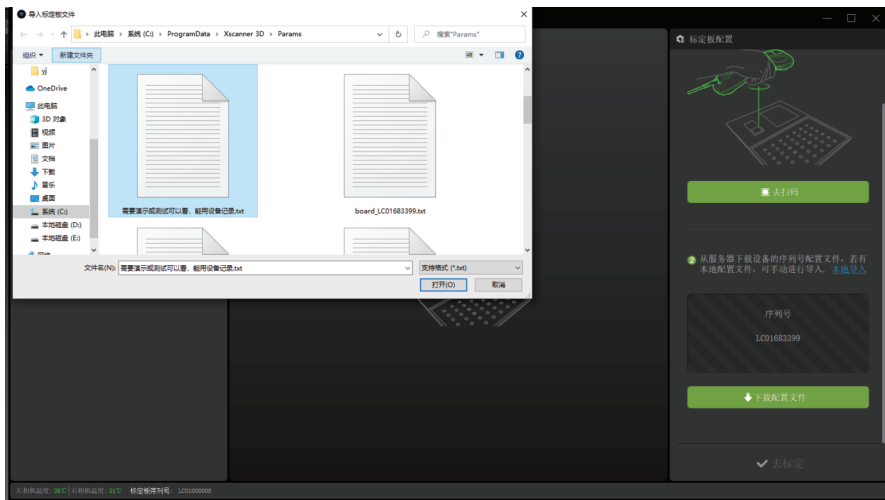 导入标定板文件
此电脑 › 系统 (C:) › ProgramData › Xscanner 3D › Params
搜索"Params"
组织 新建文件夹
yj
OneDrive
此电脑
3D 对象
视频
图片
文档
下载
音乐
桌面
系统 (C:)
本地磁盘 (D:)
本地磁盘 (E:)
需要演示或测试可以看，能用设备记录.txt
board_LC01683399.txt
文件名(N): 需要演示或测试可以看，能用设备记录.txt
支持格式 (*.txt)
打开(O) 取消
标定板配置
去扫码
2 从服务器下载设备的序列号配置文件，若有
本地配置文件，可手动进行导入. 本地导入
序列号
LC01683399
下载配置文件
去标定
左相机温度: 28℃ 右相机温度: 31℃ 标定板序列号: LC01000003